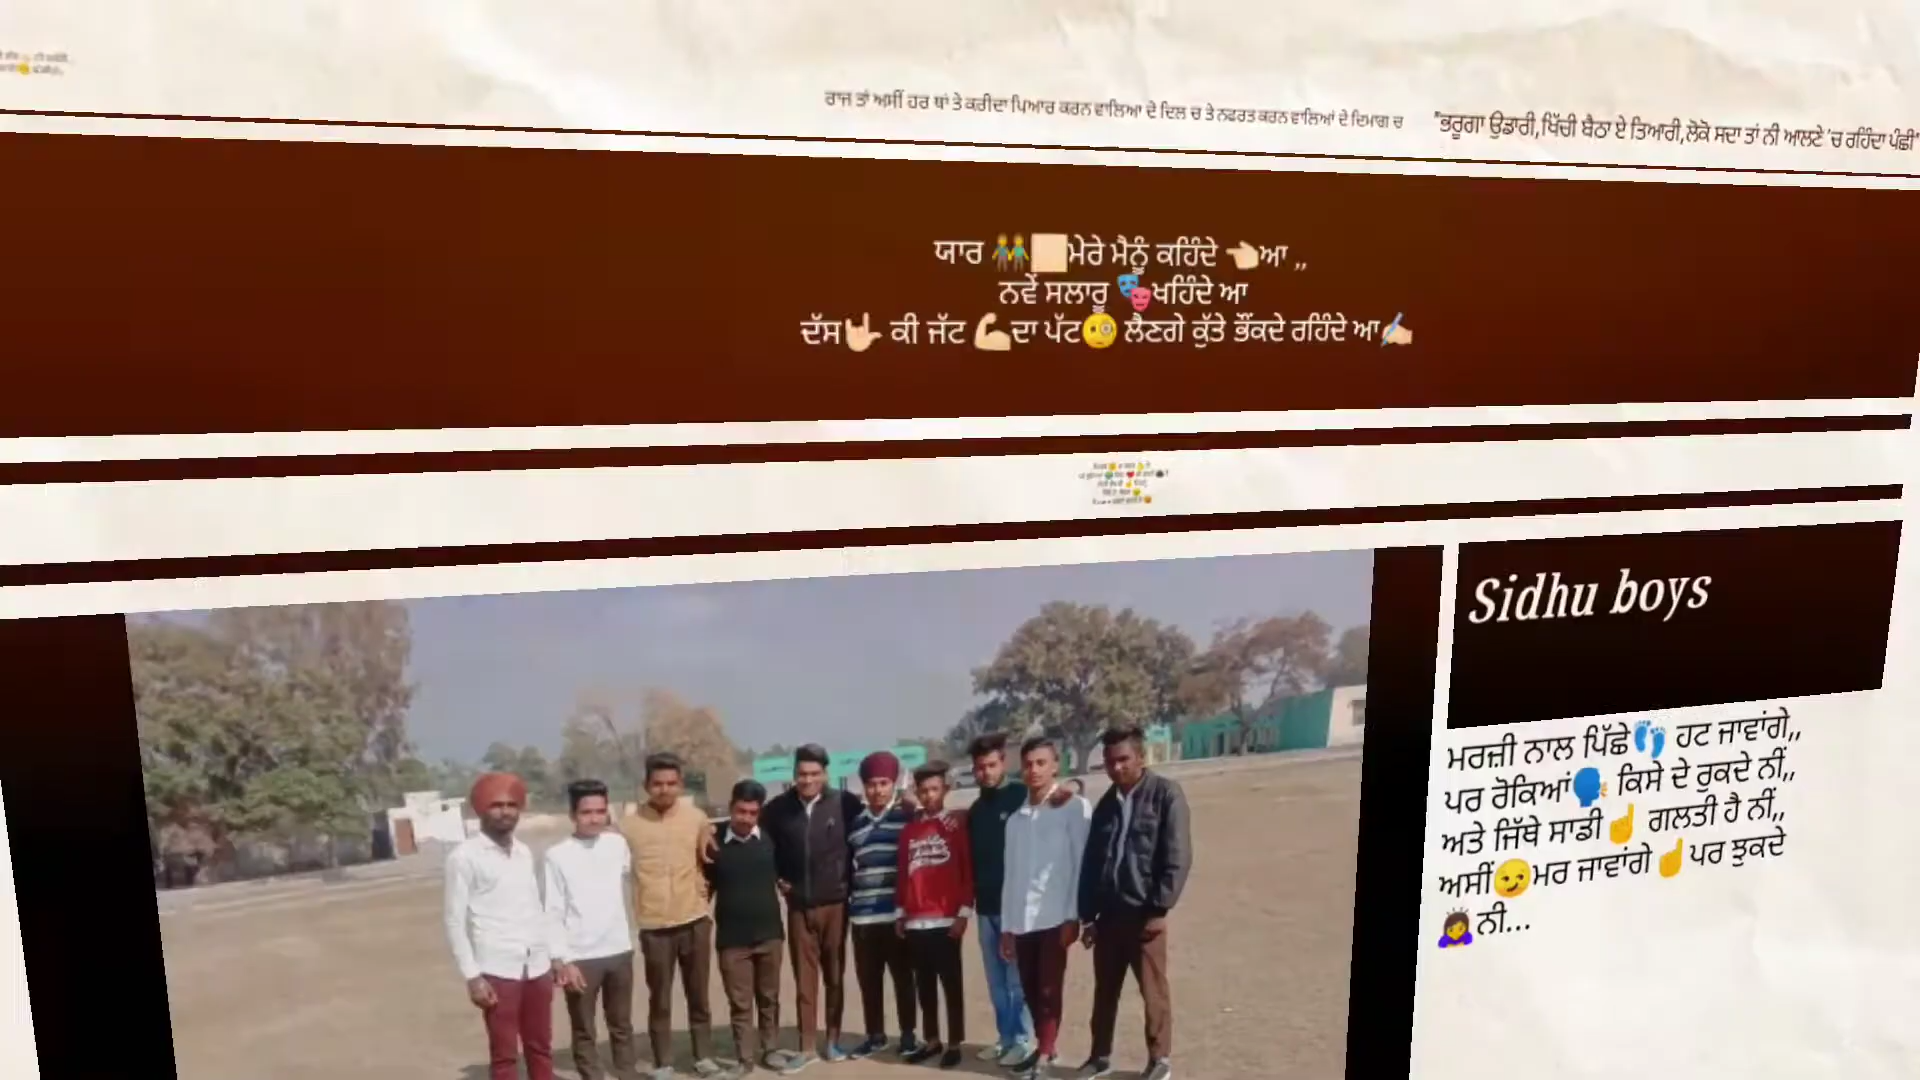 ਰਾਜ ਤਾਂ ਅਸੀਂ ਹਰ ਥਾਂ ਤੇ ਕਰੀਦਾ ਪਿਆਰ ਕਰਨ ਵਾਲਿਆ ਦੇ ਦਿਲ ਚ ਤੇ ਨਫਰਤ ਕਰਨ ਵਾਲਿਆਂ ਦੇ ਦਿਮਾਗ ਚ
"ਭਰੂਗਾ ਉਡਾਰੀ,ਖਿੱਚੀ ਬੈਠਾ ਏ ਤਿਆਰੀ,ਲੋਕੋ ਸਦਾ ਤਾਂ ਨੀ ਆਲਣੇ 'ਚ ਰਹਿੰਦਾ ਪੰਛੀ"
ਯਾਰ 👬🏻ਮੇਰੇ ਮੈਨੂੰ ਕਹਿੰਦੇ 👈🏻ਆ ,,
ਨਵੇਂ ਸਲਾਰੂ 🎭ਖਹਿੰਦੇ ਆ
ਦੱਸ🤟🏻 ਕੀ ਜੱਟ 💪🏻ਦਾ ਪੱਟ🧐 ਲੈਣਗੇ ਕੁੱਤੇ ਭੌਂਕਦੇ ਰਹਿੰਦੇ ਆ✍🏻
Sidhu boys
ਮਰਜ਼ੀ ਨਾਲ ਪਿੱਛੇ👣 ਹਟ ਜਾਵਾਂਗੇ,,
ਪਰ ਰੋਕਿਆਂ🗣️ ਕਿਸੇ ਦੇ ਰੁਕਦੇ ਨੀਂ,,
ਅਤੇ ਜਿੱਥੇ ਸਾਡੀ☝️ ਗਲਤੀ ਹੈ ਨੀਂ,,
ਅਸੀਂ😏ਮਰ ਜਾਵਾਂਗੇ☝️ਪਰ ਝੁਕਦੇ
🙇‍♀️ਨੀ...